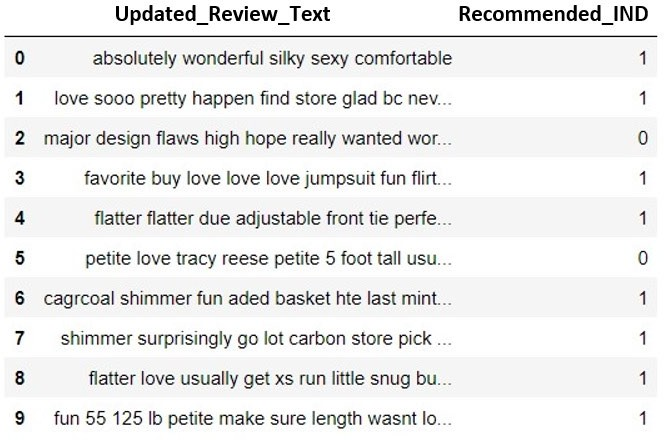 Updated_Review_Text Recommended_IND
0 absolutely wonderful silky sexy comfortable 1
1 love sooo pretty happen find store glad bc nev... 1
2 major design flaws high hope really wanted wor... 0
3 favorite buy love love love jumpsuit fun flirt... 1
4 flatter flatter due adjustable front tie perfe... 1
5 petite love tracy reese petite 5 foot tall usu... 0
6 cagrcoal shimmer fun aded basket hte last mint... 1
7 shimmer surprisingly go lot carbon store pick ... 1
8 flatter love usually get xs run little snug bu... 1
9 fun 55 125 lb petite make sure length wasnt lo... 1